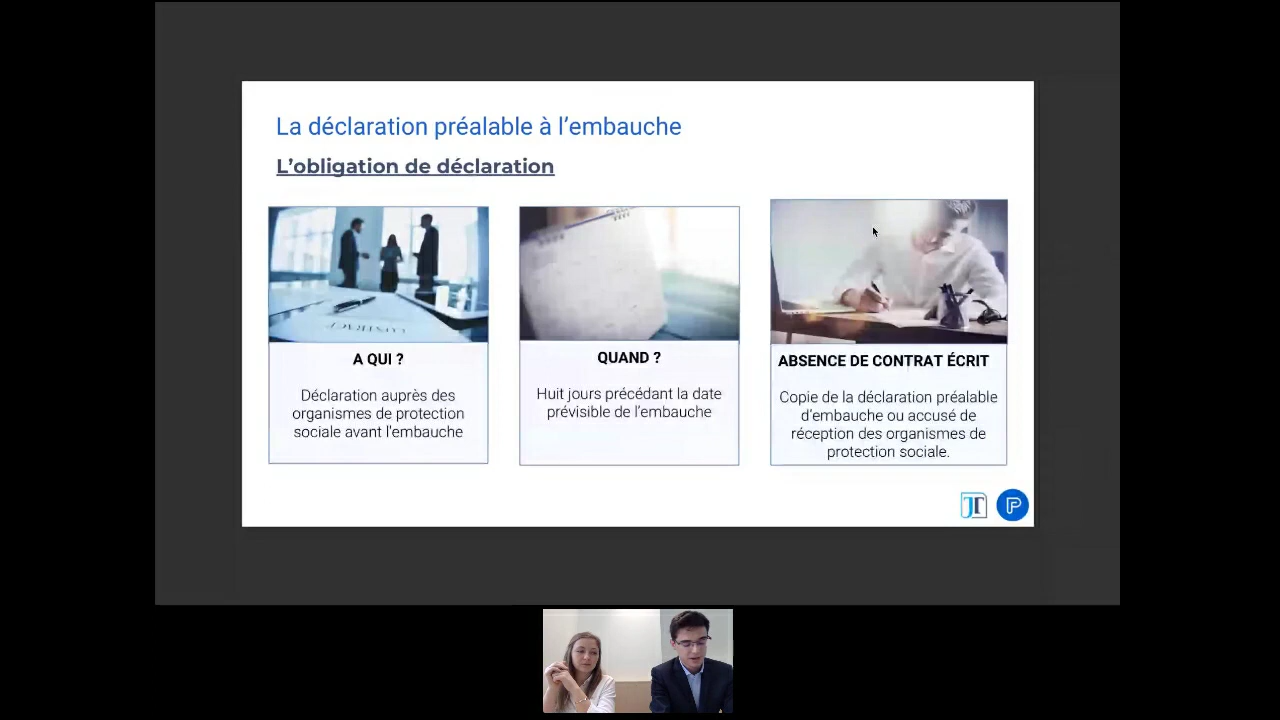 La déclaration préalable à l’embauche
L’obligation de déclaration
CONTRACT
A QUI ?
Déclaration auprès des
organismes de protection
sociale avant l'embauche
QUAND ?
Huit jours précédant la date
prévisible de l’embauche
ABSENCE DE CONTRAT ÉCRIT
Copie de la déclaration préalable
d’embauche ou accusé de
réception des organismes de
protection sociale.